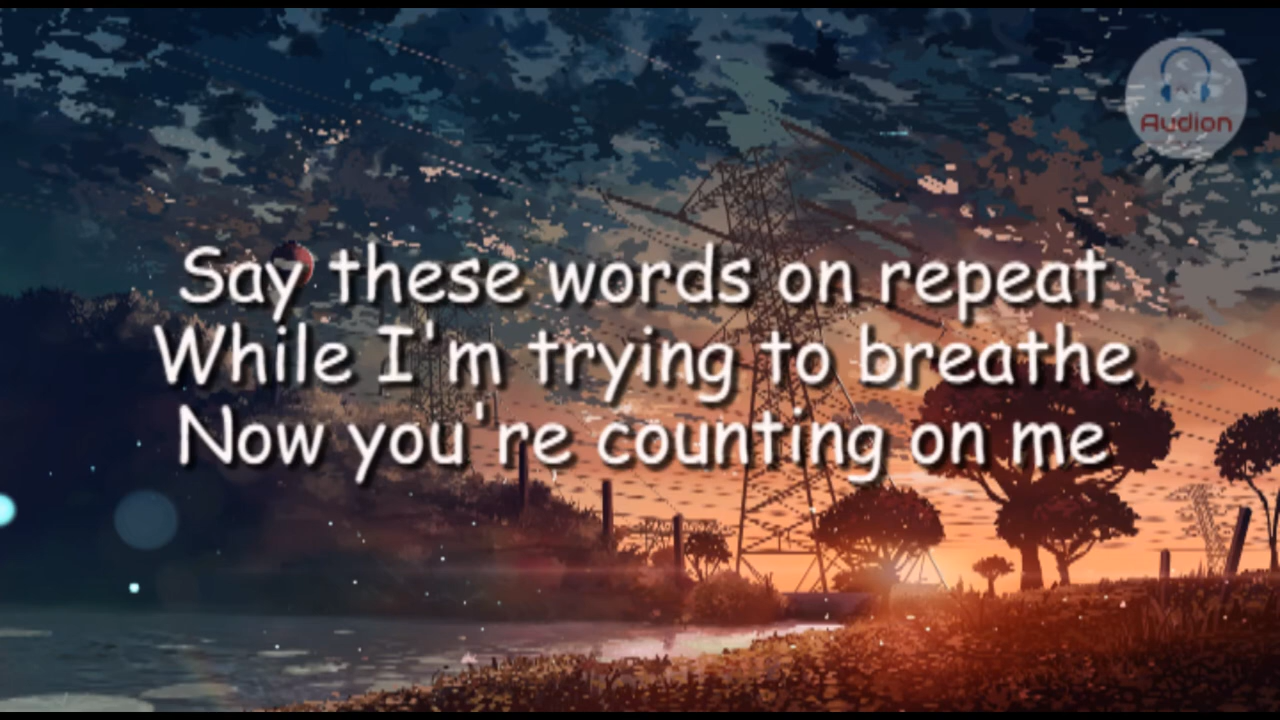 Audion
Say these words on repeat
While I'm trying to breathe
Now you're counting on me